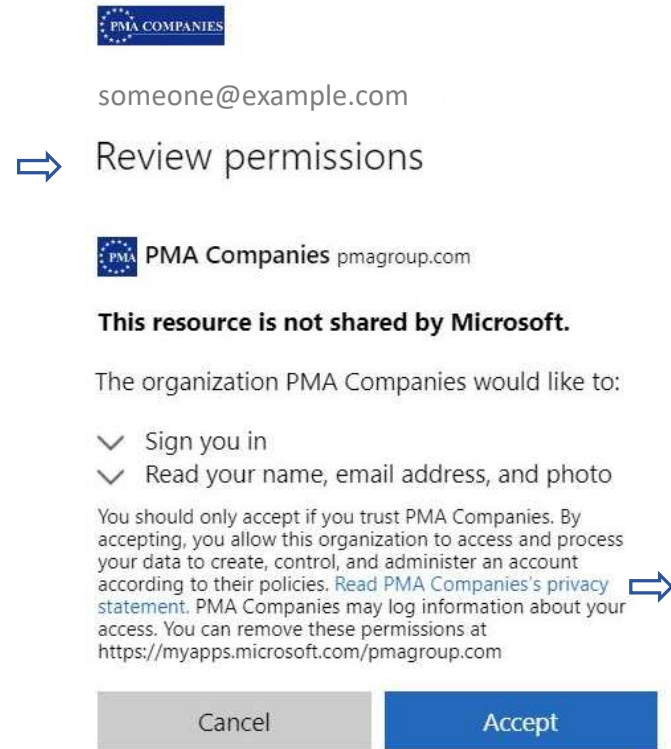 PMA COMPANIES
someone@example.com
Review permissions
PMA PMA Companies pmagroup.com
This resource is not shared by Microsoft.
The organization PMA Companies would like to:
Sign you in
Read your name, email address, and photo
You should only accept if you trust PMA Companies. By
accepting, you allow this organization to access and process
your data to create, control, and administer an account
according to their policies. Read PMA Companies's privacy
statement. PMA Companies may log information about your
access. You can remove these permissions at
https://myapps.microsoft.com/pmagroup.com
Cancel Accept